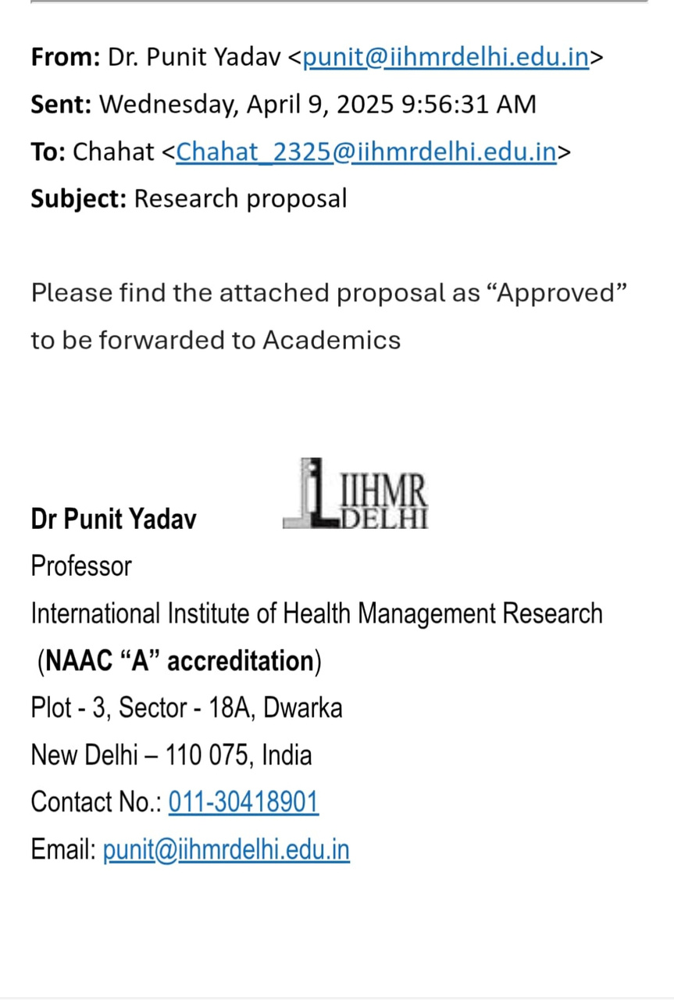 From: Dr. Punit Yadav <punit@iihmrdelhi.edu.in>
Sent: Wednesday, April 9, 2025 9:56:31 AM
To: Chahat <Chahat_2325@iihmrdelhi.edu.in>
Subject: Research proposal
Please find the attached proposal as “Approved”
to be forwarded to Academics
IIHMR
DELHI
Dr Punit Yadav
Professor
International Institute of Health Management Research
(NAAC “A” accreditation)
Plot - 3, Sector - 18A, Dwarka
New Delhi – 110 075, India
Contact No.: 011-30418901
Email: punit@iihmrdelhi.edu.in